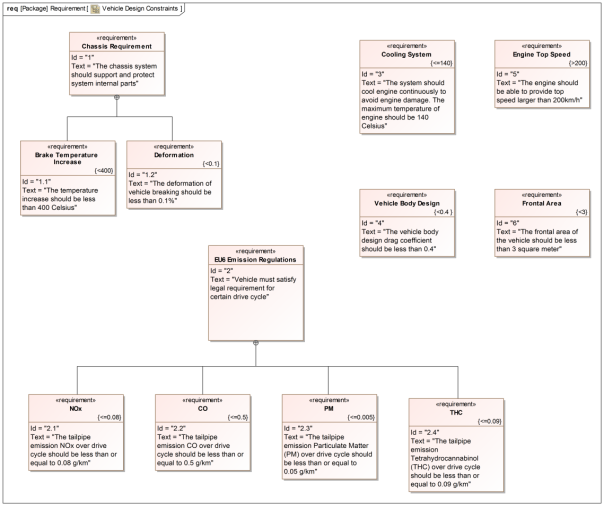 req [Package] Requirement [ Vehicle Design Constraints ]
«requirement»
Chassis Requirement
Id = "1"
Text = "The chassis system
should support and protect
system internal parts"
«requirement»
Cooling System
{<=140}
Id = "3"
Text = "The system should
cool engine continuously to
avoid engine damage. The
maximum temperature of
engine should be 140
Celsius"
«requirement»
Engine Top Speed
{>200}
Id = "5"
Text = "The engine should
be able to provide top
speed larger than 200km/h"
«requirement»
Brake Temperature
Increase
{<400}
Id = "1.1"
Text = "The temperature
increase should be less
than 400 Celsius"
«requirement»
Deformation
{<0.1}
Id = "1.2"
Text = "The deformation of
vehicle breaking should be
less than 0.1%"
«requirement»
Vehicle Body Design
{<0.4 }
Id = "4"
Text = "The vehicle body
design drag coefficient
should be less than 0.4"
«requirement»
Frontal Area
{<3}
Id = "6"
Text = "The frontal area of
the vehicle should be less
than 3 square meter"
«requirement»
EU6 Emission Regulations
Id = "2"
Text = "Vehicle must satisfy
legal requirement for
certain drive cycle"
«requirement»
NOx
{<=0.08}
Id = "2.1"
Text = "The tailpipe
emission NOx over drive
cycle should be less than or
equal to 0.08 g/km"
«requirement»
CO
{<=0.5}
Id = "2.2"
Text = "The tailpipe
emission CO over drive
cycle should be less than or
equal to 0.5 g/km"
«requirement»
PM
{<=0.005}
Id = "2.3"
Text = "The tailpipe
emission Particulate Matter
(PM) over drive cycle should
be less than or equal to
0.05 g/km"
«requirement»
THC
{<=0.09}
Id = "2.4"
Text = "The tailpipe
emission
Tetrahydrocannabinol
(THC) over drive cycle
should be less than or
equal to 0.09 g/km"